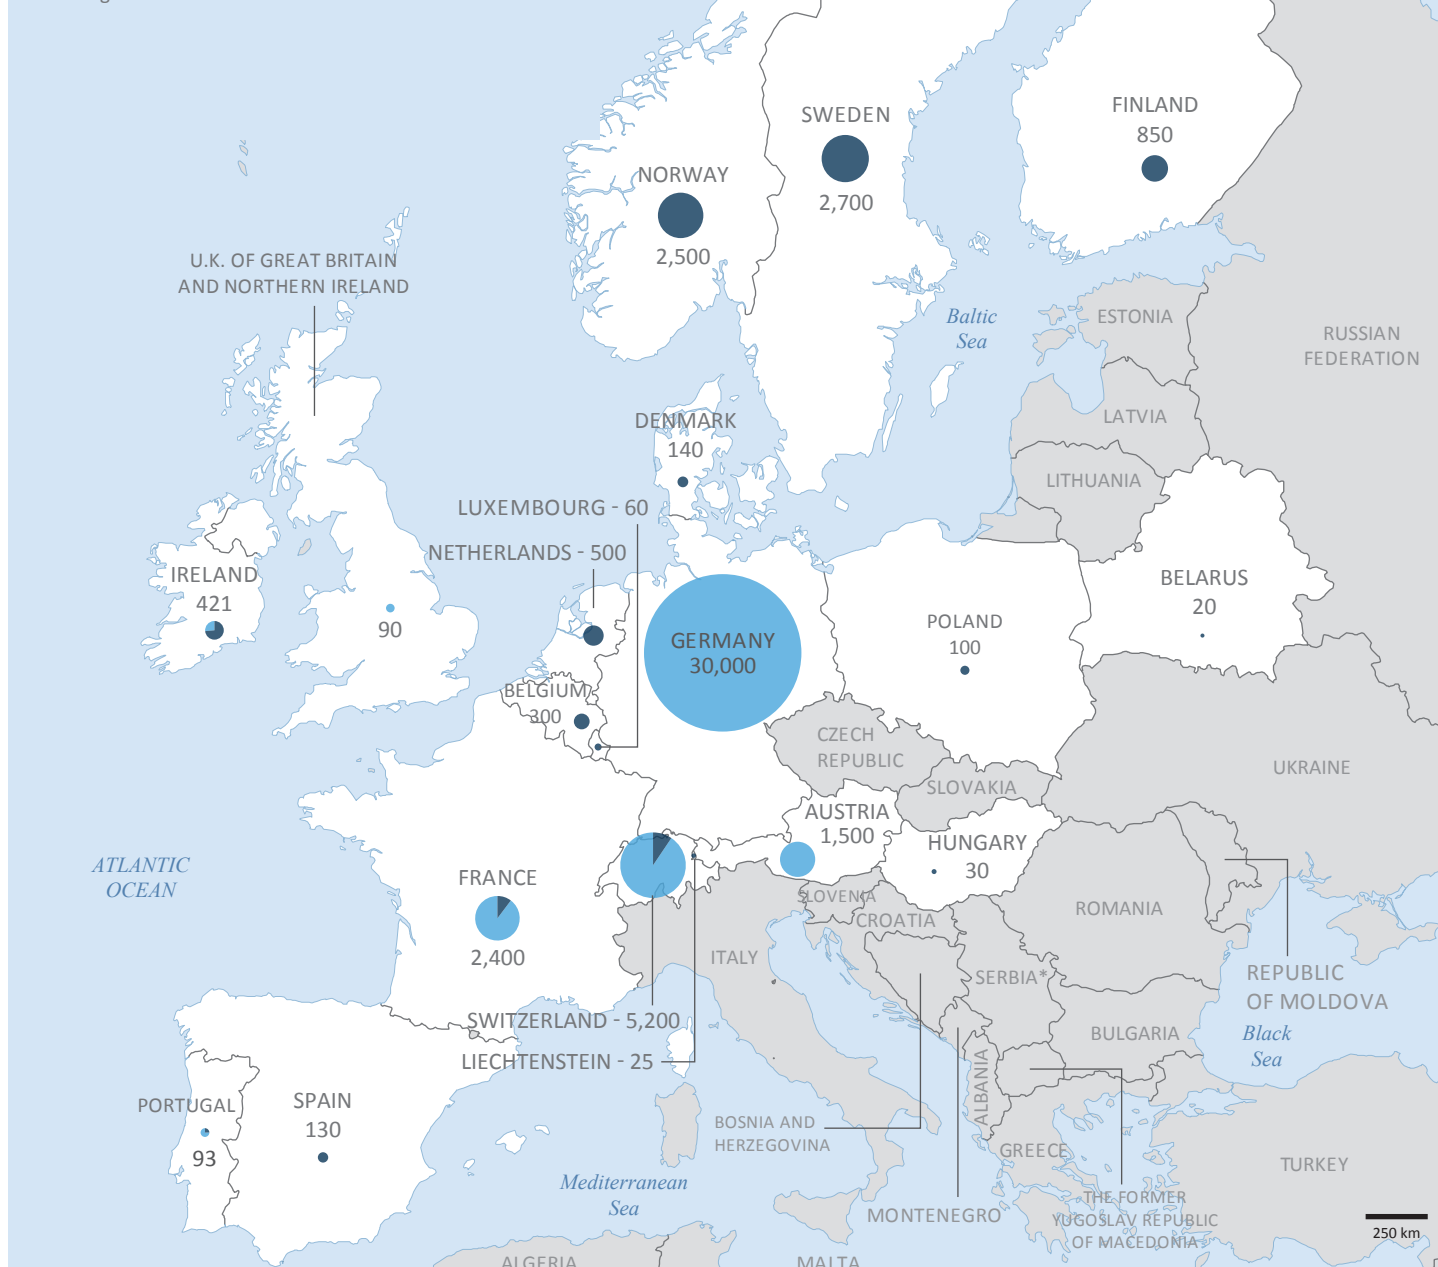 SWEDEN
2,700
FINLAND
850
NORWAY
2,500
U.K. OF GREAT BRITAIN
AND NORTHERN IRELAND
90
Baltic
Sea
ESTONIA
RUSSIAN
FEDERATION
LATVIA
LITHUANIA
DENMARK
140
LUXEMBOURG - 60
NETHERLANDS - 500
IRELAND
421
BELARUS
20
GERMANY
30,000
POLAND
100
BELGIUM
300
CZECH
REPUBLIC
SLOVAKIA
UKRAINE
AUSTRIA
1,500
HUNGARY
30
ATLANTIC
OCEAN
FRANCE
2,400
SLOVENIA
CROATIA
ROMANIA
ITALY
SERBIA*
REPUBLIC
OF MOLDOVA
SWITZERLAND - 5,200
LIECHTENSTEIN - 25
BULGARIA
Black
Sea
ALBANIA
PORTUGAL
93
SPAIN
130
BOSNIA AND
HERZEGOVINA
GREECE
TURKEY
Mediterranean
Sea
MONTENEGRO
THE FORMER
YUGOSLAV REPUBLIC
OF MACEDONIA
250 km
ALGERIA
MALTA